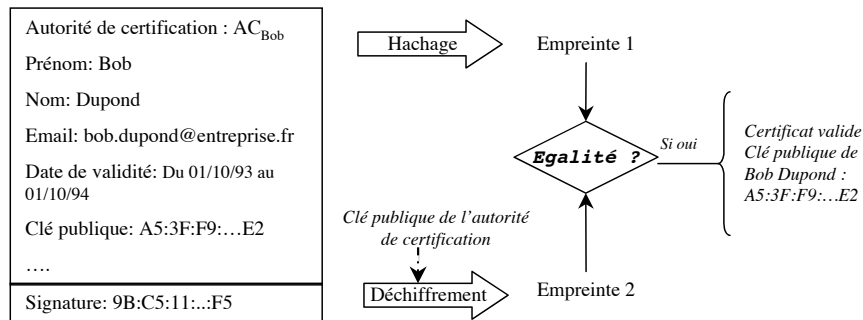 Autorité de certification : AC_Bob
Prénom: Bob
Nom: Dupond
Email: bob.dupond@entreprise.fr
Date de validité: Du 01/10/93 au
01/10/94
Clé publique: A5:3F:F9:…E2
….
Signature: 9B:C5:11:..:F5
Hachage
Empreinte 1
Egalité ?
Si oui
Certificat valide
Clé publique de
Bob Dupond :
A5:3F:F9:…E2
Clé publique de l’autorité
de certification
Déchiffrement
Empreinte 2